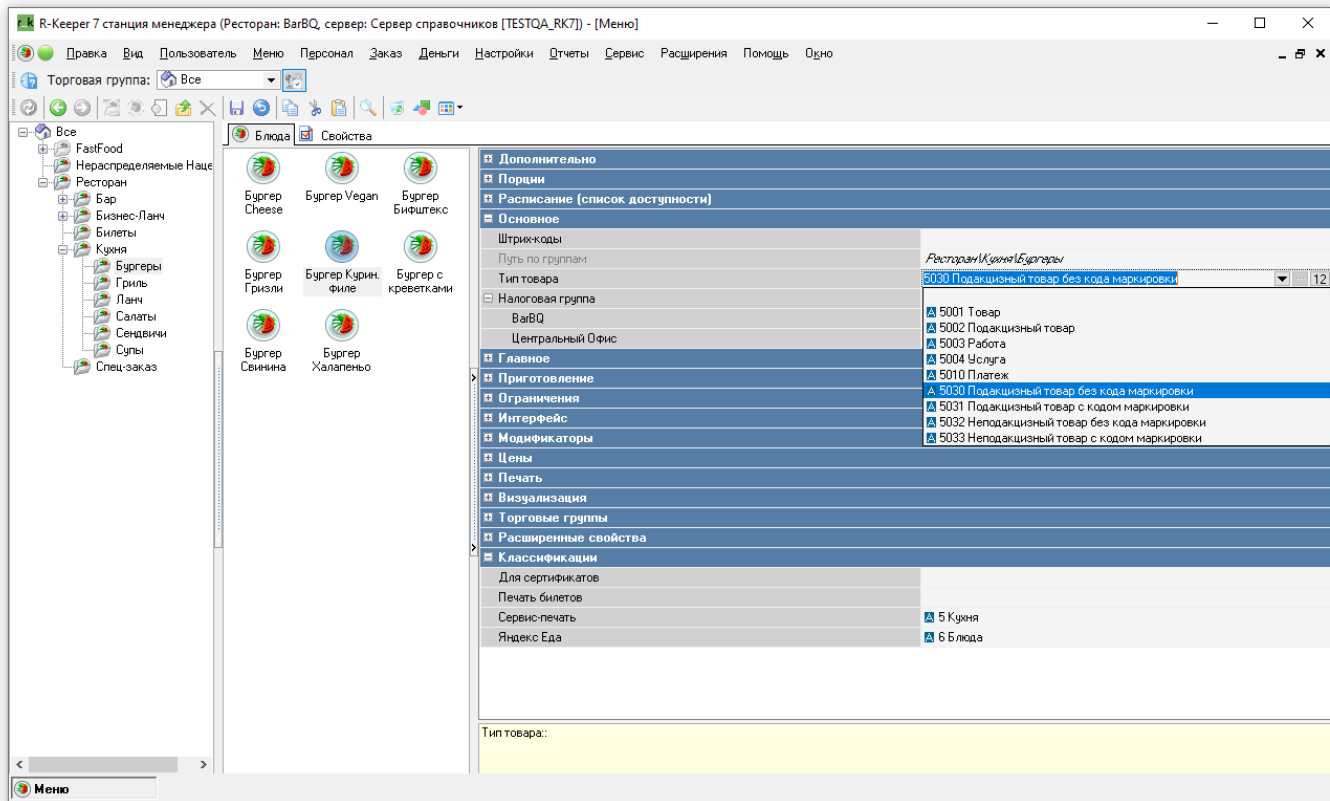 R-Keeper 7 станция менеджера (Ресторан: BarBQ, сервер: Сервер справочников [TESTQA_RK7]) - [Меню]
Правка Вид Пользователь Меню Персонал Заказ Деньги Настройки Отчеты Сервис Расширения Помощь Окно
Торговая группа: Все
Все
FastFood
Нераспределяемые Наце
Ресторан
Бар
Бизнес-Ланч
Билеты
Кухня
Бургеры
Гриль
Ланч
Салаты
Сендвичи
Супы
Спец-заказ
Блюда Свойства
Бургер Cheese
Бургер Vegan
Бургер Бифштекс
Бургер Гризли
Бургер Курин. филе
Бургер с креветками
Бургер Свинина
Бургер Халапеньо
Дополнительно
Порции
Расписание (список доступности)
Основное
Штрих-коды
Путь по группам Ресторан\Кухня\Бургеры
Тип товара 5030 Подакцизный товар без кода маркировки 12
Налоговая группа
BarBQ
Центральный Офис
5001 Товар
5002 Подакцизный товар
5003 Работа
5004 Услуга
5010 Платеж
5030 Подакцизный товар без кода маркировки
5031 Подакцизный товар с кодом маркировки
5032 Неподакцизный товар без кода маркировки
5033 Неподакцизный товар с кодом маркировки
Главное
Приготовление
Ограничения
Интерфейс
Модификаторы
Цены
Печать
Визуализация
Торговые группы
Расширенные свойства
Классификации
Для сертификатов
Печать билетов
Сервис-печать 5 Кухня
Яндекс Еда 6 Блюда
Тип товара::
Меню